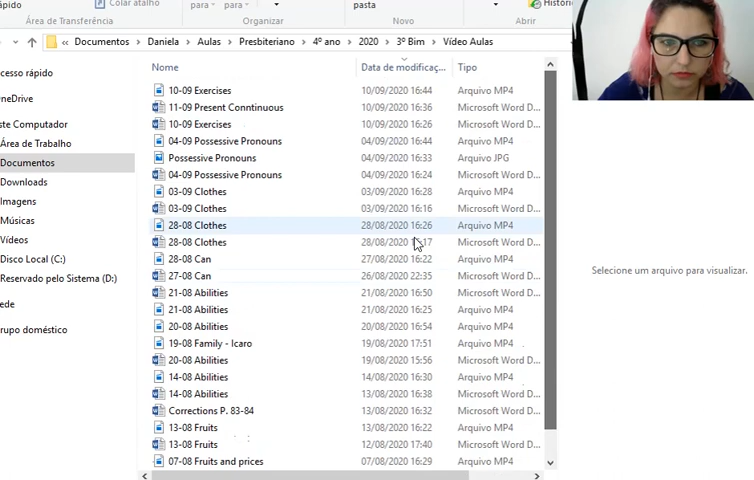 ápido
Colar atalho
para
para
pasta
Históri
Área de Transferência
Organizar
Novo
Abrir
« Documentos › Daniela › Aulas › Presbiteriano › 4º ano › 2020 › 3º Bim › Vídeo Aulas
Nome Data de modificaç... Tipo
cesso rápido
neDrive
ste Computador
Área de Trabalho
Documentos
Downloads
Imagens
Músicas
Vídeos
Disco Local (C:)
Reservado pelo Sistema (D:)
ede
rupo doméstico
10-09 Exercises 10/09/2020 16:44 Arquivo MP4
11-09 Present Conntinuous 10/09/2020 16:36 Microsoft Word D...
10-09 Exercises 10/09/2020 16:26 Microsoft Word D...
04-09 Possessive Pronouns 04/09/2020 16:44 Arquivo MP4
Possessive Pronouns 04/09/2020 16:33 Arquivo JPG
04-09 Possessive Pronouns 04/09/2020 16:24 Microsoft Word D...
03-09 Clothes 03/09/2020 16:28 Arquivo MP4
03-09 Clothes 03/09/2020 16:16 Microsoft Word D...
28-08 Clothes 28/08/2020 16:26 Arquivo MP4
28-08 Clothes 28/08/2020 Microsoft Word D...
28-08 Can 27/08/2020 16:22 Arquivo MP4
27-08 Can 26/08/2020 22:35 Microsoft Word D...
21-08 Abilities 21/08/2020 16:50 Microsoft Word D...
21-08 Abilities 21/08/2020 16:25 Arquivo MP4
20-08 Abilities 20/08/2020 16:54 Arquivo MP4
19-08 Family - Icaro 19/08/2020 17:51 Arquivo MP4
20-08 Abilities 19/08/2020 15:56 Microsoft Word D...
14-08 Abilities 14/08/2020 16:30 Arquivo MP4
14-08 Abilities 13/08/2020 16:38 Microsoft Word D...
Corrections P. 83-84 13/08/2020 16:32 Microsoft Word D...
13-08 Fruits 13/08/2020 16:22 Arquivo MP4
13-08 Fruits 12/08/2020 17:40 Microsoft Word D...
07-08 Fruits and prices 07/08/2020 16:29 Arquivo MP4
Selecione um arquivo para visualizar.